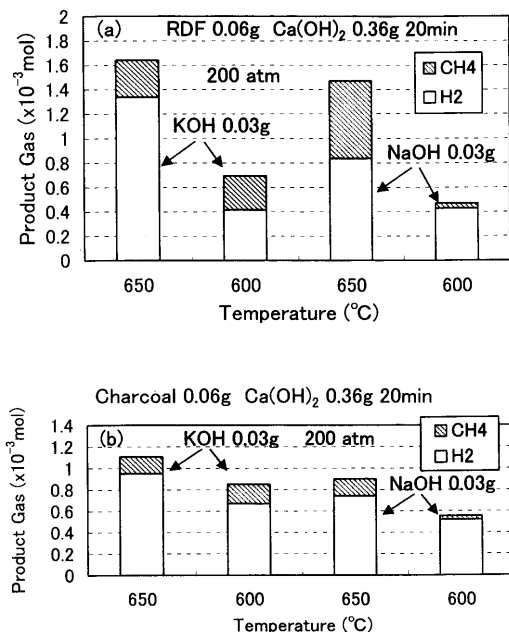 (a) RDF 0.06g Ca(OH)2 0.36g 20min
200 atm
CH4
H2
KOH 0.03g
NaOH 0.03g
Product Gas (x10-3mol)
2
1.8
1.6
1.4
1.2
1
0.8
0.6
0.4
0.2
0
650 600 650 600
Temperature (°C)
Charcoal 0.06g Ca(OH)2 0.36g 20min
(b) KOH 0.03g 200 atm
CH4
H2
NaOH 0.03g
Product Gas (x10-3mol)
1.4
1.2
1
0.8
0.6
0.4
0.2
0
650 600 650 600
Temperature (°C)